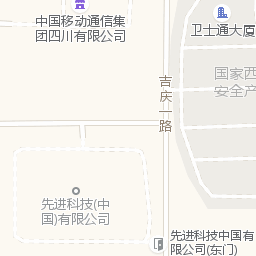 中国移动通信集
团四川有限公司
卫士通大厦
国家西
安全产
吉庆一路
先进科技(中
国)有限公司
先进科技中国有
限公司(东门)